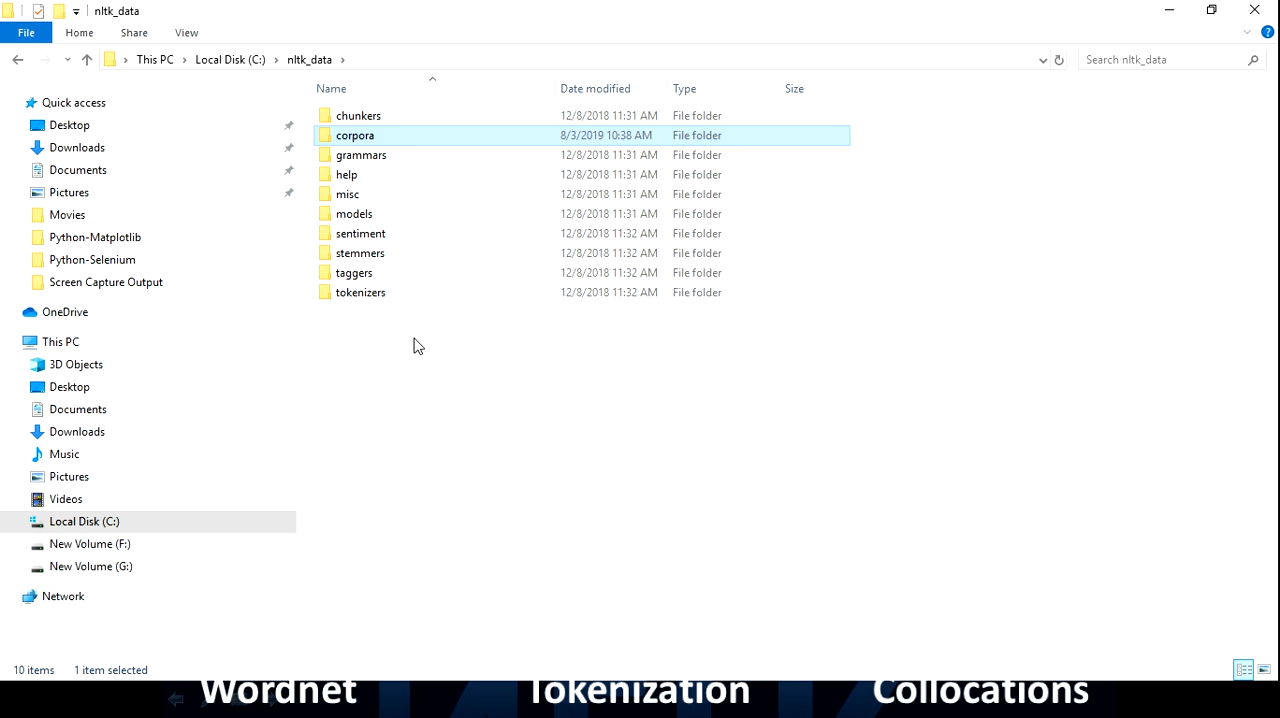 nltk_data
File Home Share View
This PC Local Disk (C:) nltk_data Search nltk_data
Name Date modified Type Size
Quick access
Desktop
Downloads
Documents
Pictures
Movies
Python-Matplotlib
Python-Selenium
Screen Capture Output
OneDrive
This PC
3D Objects
Desktop
Documents
Downloads
Music
Pictures
Videos
Local Disk (C:)
New Volume (F:)
New Volume (G:)
Network
chunkers 12/8/2018 11:31 AM File folder
corpora 8/3/2019 10:38 AM File folder
grammars 12/8/2018 11:31 AM File folder
help 12/8/2018 11:31 AM File folder
misc 12/8/2018 11:31 AM File folder
models 12/8/2018 11:31 AM File folder
sentiment 12/8/2018 11:32 AM File folder
stemmers 12/8/2018 11:32 AM File folder
taggers 12/8/2018 11:32 AM File folder
tokenizers 12/8/2018 11:32 AM File folder
10 items 1 item selected
Wordnet Tokenization Collocations